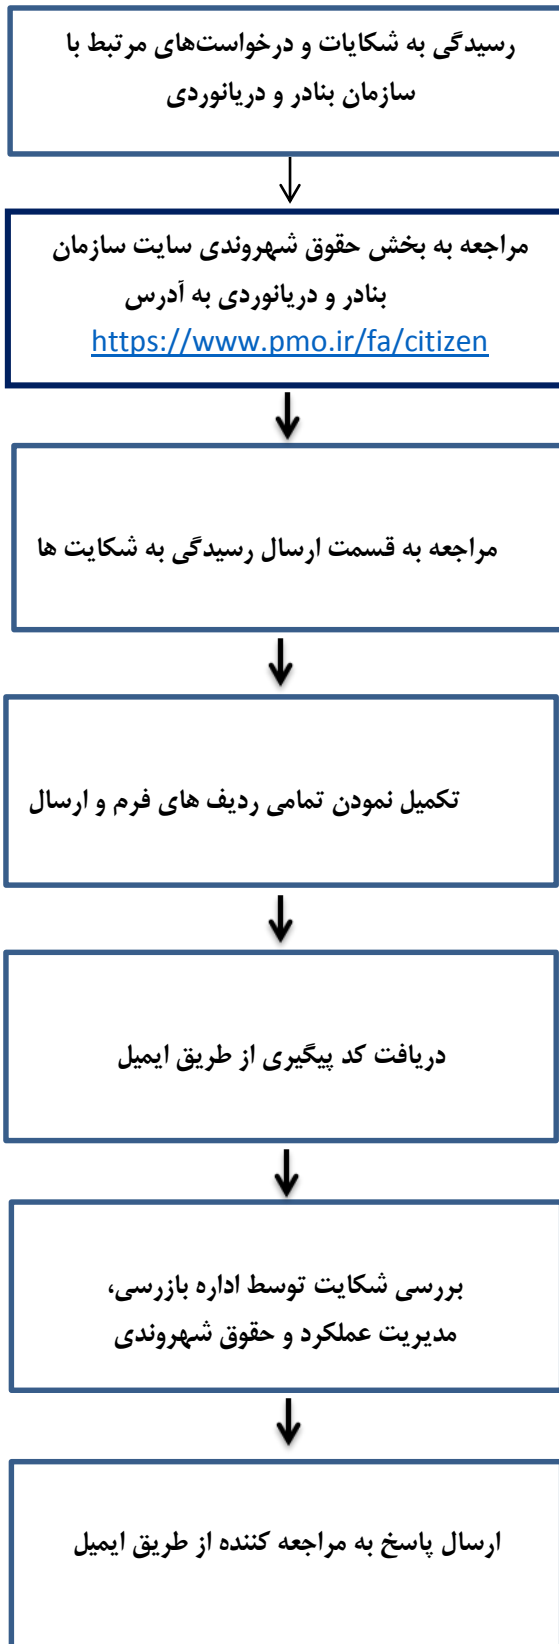 رسیدگی به شکایات و درخواست‌های مرتبط با
سازمان بنادر و دریانوردی
مراجعه به بخش حقوق شهروندی سایت سازمان
بنادر و دریانوردی به آدرس
https://www.pmo.ir/fa/citizen
مراجعه به قسمت ارسال رسیدگی به شکایت ها
تکمیل نمودن تمامی ردیف های فرم و ارسال
دریافت کد پیگیری از طریق ایمیل
بررسی شکایت توسط اداره بازرسی،
مدیریت عملکرد و حقوق شهروندی
ارسال پاسخ به مراجعه کننده از طریق ایمیل